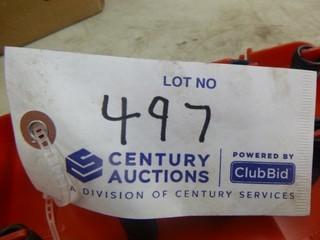 LOT NO
497
CENTURY AUCTIONS
POWERED BY
ClubBid
A DIVISION OF CENTURY SERVICES